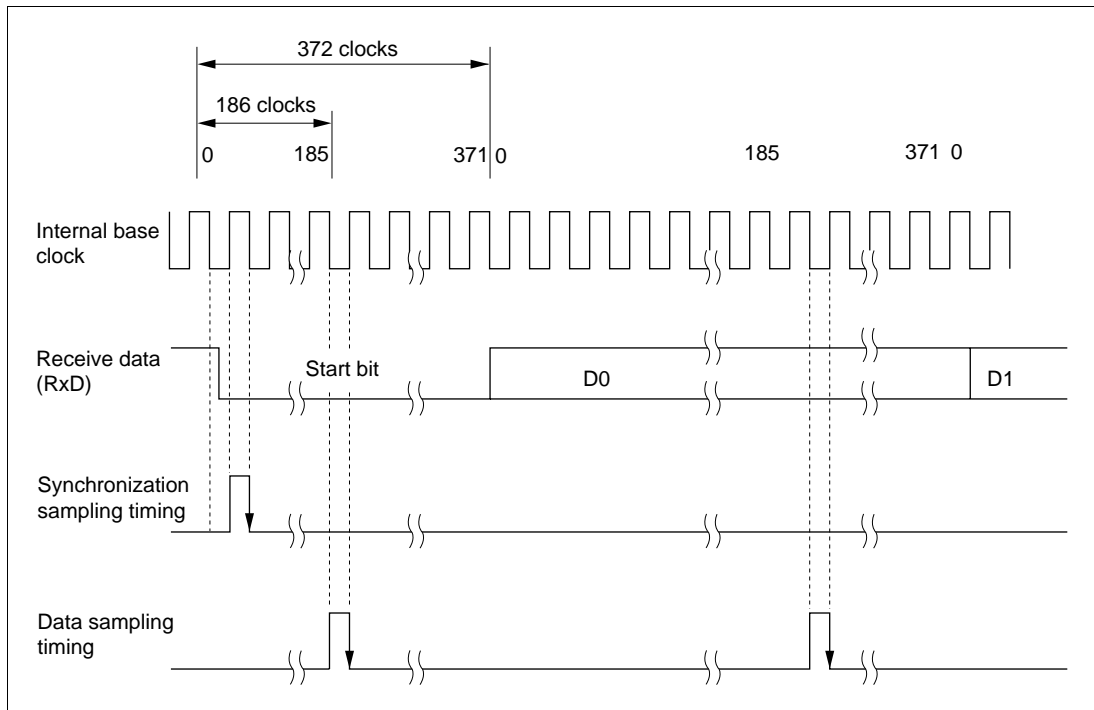 372 clocks
186 clocks
0 185 371 0 185 371 0
Internal base
clock
Receive data
(RxD)
Start bit
D0
D1
Synchronization
sampling timing
Data sampling
timing